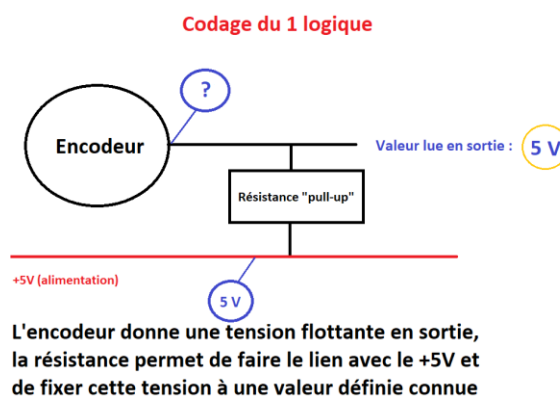 Codage du 1 logique
?
Encodeur
Valeur lue en sortie : 5 V
Résistance "pull-up"
+5V (alimentation)
5 V
L'encodeur donne une tension flottante en sortie,
la résistance permet de faire le lien avec le +5V et
de fixer cette tension à une valeur définie connue